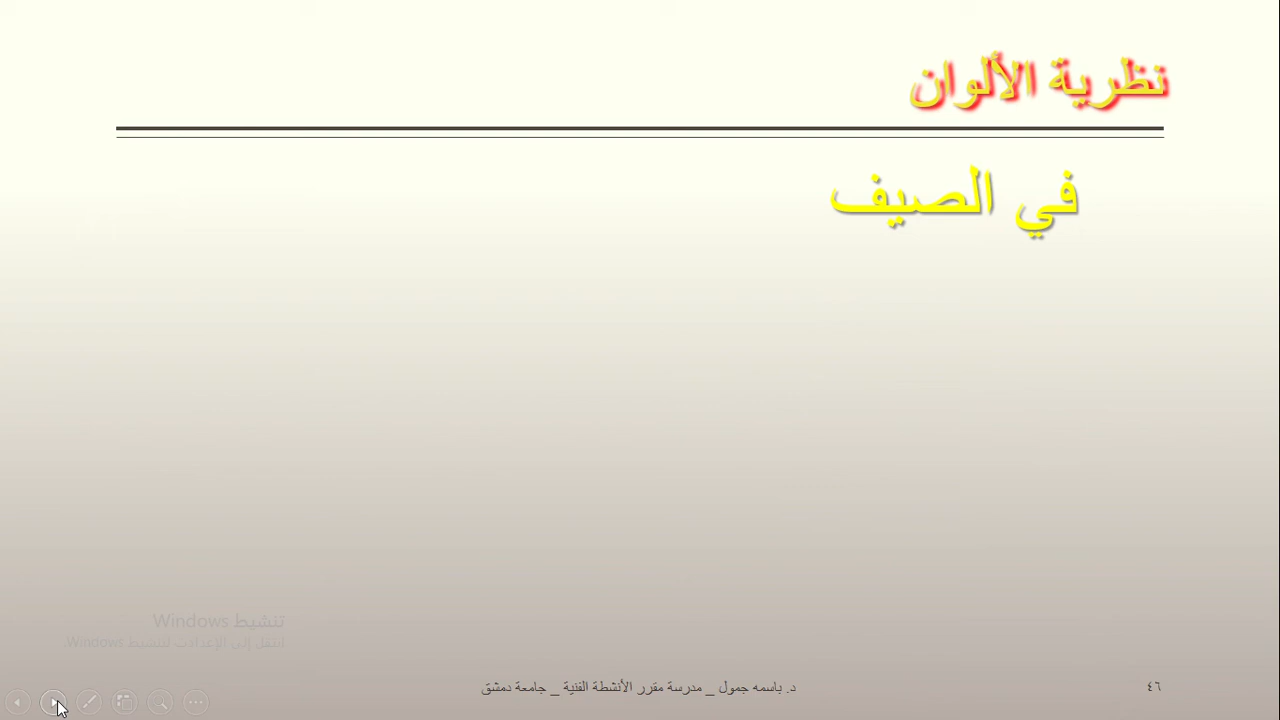 نظرية الألوان
في الصيف
تنشيط Windows
انتقل إلى الإعدادات لتنشيط Windows.
د. باسمه جمول _ مدرسة مقرر الأنشطة الفنية _ جامعة دمشق
٤٦